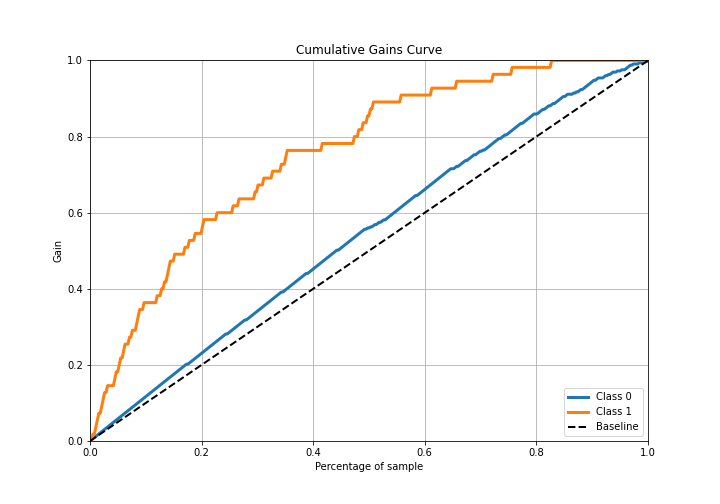 Cumulative Gains Curve
1.0
0.8
0.6
0.4
0.2
0.0
Gain
0.0 0.2 0.4 0.6 0.8 1.0
Percentage of sample
Class 0
Class 1
Baseline